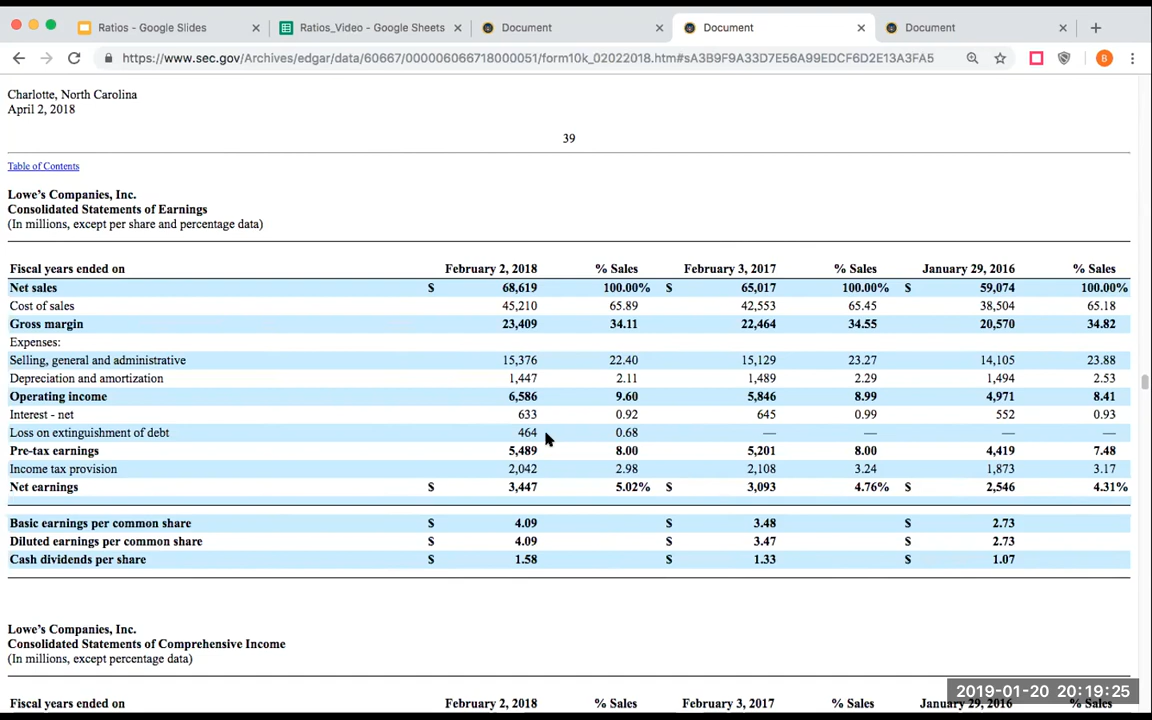 Ratios - Google Slides × Ratios_Video - Google Sheets × Document × Document × Document × +
https://www.sec.gov/Archives/edgar/data/60667/000006066718000051/form10k_02022018.htm#sA3B9F9A33D7E56A99EDCF6D2E13A3FA5 B
Charlotte, North Carolina
April 2, 2018
39
Table of Contents
Lowe's Companies, Inc.
Consolidated Statements of Earnings
(In millions, except per share and percentage data)
Fiscal years ended on February 2, 2018 % Sales February 3, 2017 % Sales January 29, 2016 % Sales
Net sales $ 68,619 100.00% $ 65,017 100.00% $ 59,074 100.00%
Cost of sales 45,210 65.89 42,553 65.45 38,504 65.18
Gross margin 23,409 34.11 22,464 34.55 20,570 34.82
Expenses:
Selling, general and administrative 15,376 22.40 15,129 23.27 14,105 23.88
Depreciation and amortization 1,447 2.11 1,489 2.29 1,494 2.53
Operating income 6,586 9.60 5,846 8.99 4,971 8.41
Interest - net 633 0.92 645 0.99 552 0.93
Loss on extinguishment of debt 464 0.68 — — — —
Pre-tax earnings 5,489 8.00 5,201 8.00 4,419 7.48
Income tax provision 2,042 2.98 2,108 3.24 1,873 3.17
Net earnings $ 3,447 5.02% $ 3,093 4.76% $ 2,546 4.31%
Basic earnings per common share $ 4.09 $ 3.48 $ 2.73
Diluted earnings per common share $ 4.09 $ 3.47 $ 2.73
Cash dividends per share $ 1.58 $ 1.33 $ 1.07
Lowe's Companies, Inc.
Consolidated Statements of Comprehensive Income
(In millions, except percentage data)
Fiscal years ended on February 2, 2018 % Sales February 3, 2017 % Sales January 29, 2016 % Sales
2019-01-20 20:19:25